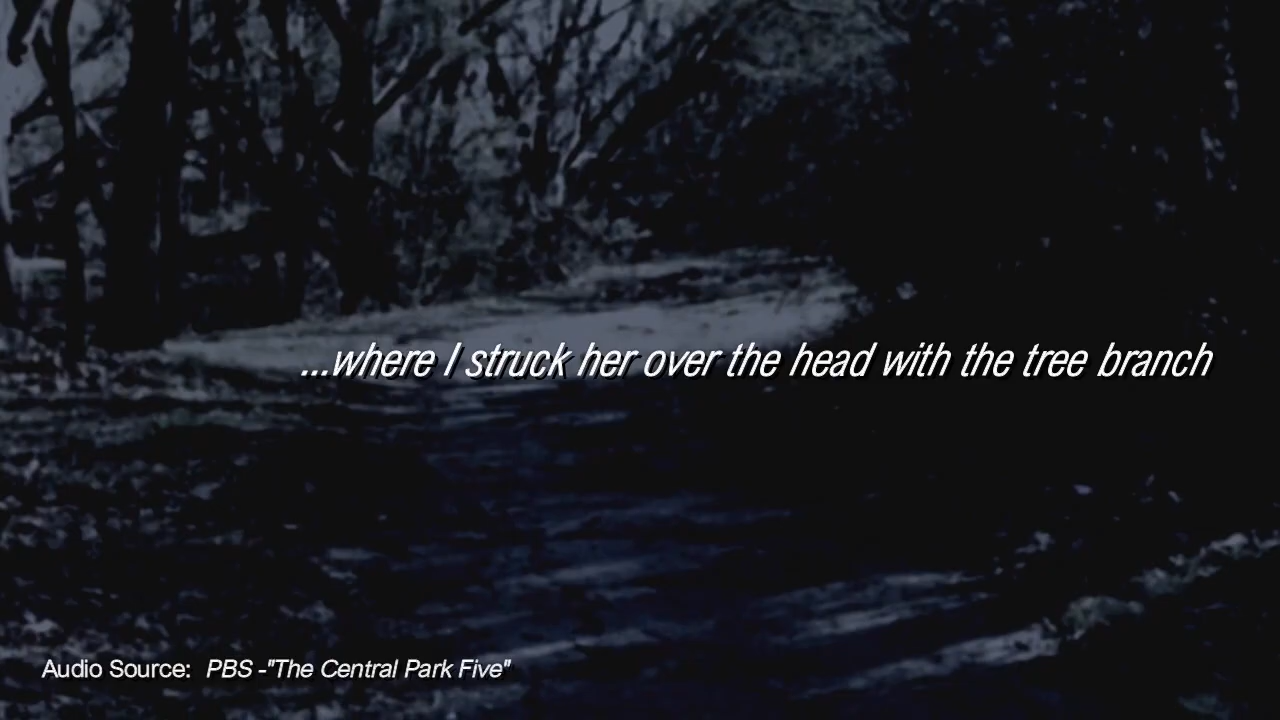 ...where I struck her over the head with the tree branch
Audio Source: PBS -"The Central Park Five"